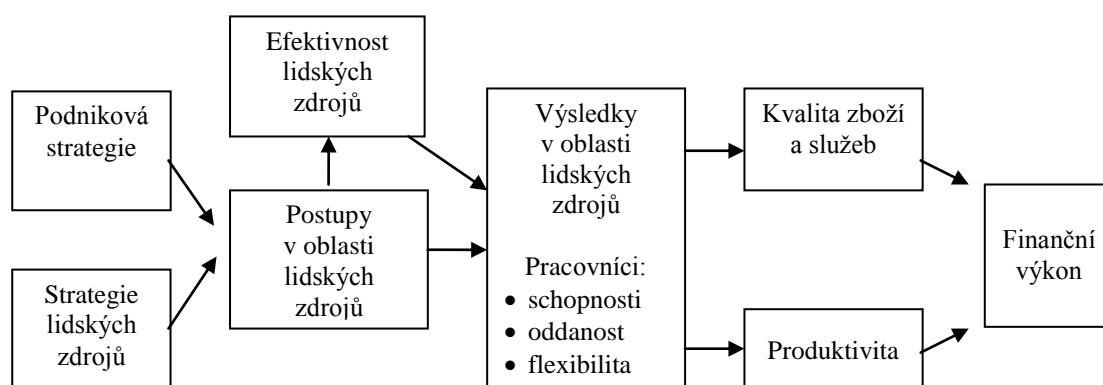 Podniková
strategie
Strategie
lidských
zdrojů
Efektivnost
lidských
zdrojů
Postupy
v oblasti
lidských
zdrojů
Výsledky
v oblasti
lidských
zdrojů
Pracovníci:
• schopnosti
• oddanost
• flexibilita
Kvalita zboží
a služeb
Produktivita
Finanční
výkon